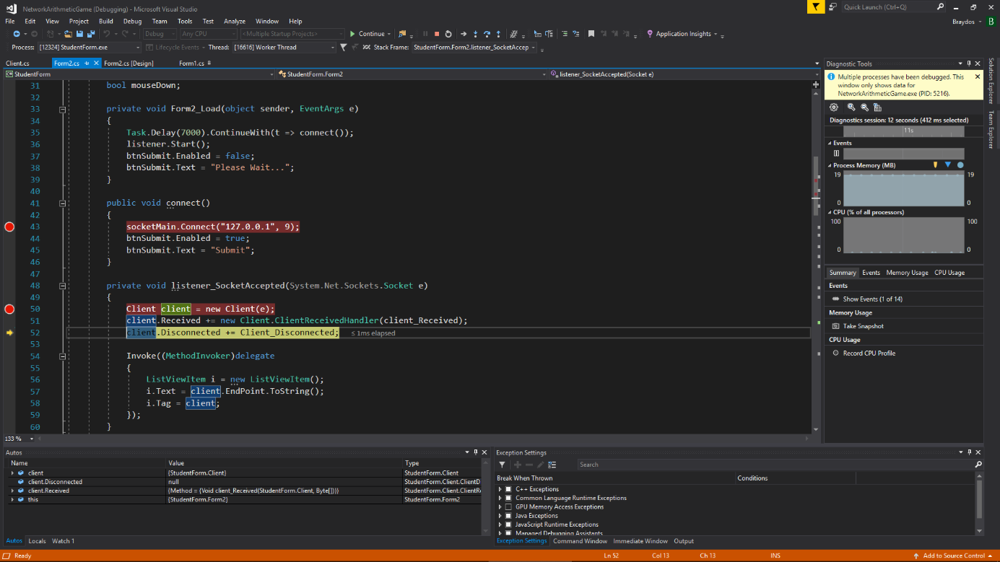 NetworkArithmeticGame (Debugging) - Microsoft Visual Studio
Quick Launch (Ctrl+Q)
File Edit View Project Build Debug Team Tools Test Analyze Window Help
Braydos B
Debug Any CPU <Multiple Startup Projects> Continue Application Insights
Process: [12324] StudentForm.exe Lifecycle Events Thread: [16616] Worker Thread Stack Frame: StudentForm.Form2.listener_SocketAccep
Client.cs Form2.cs Form2.cs [Design] Form1.cs
StudentForm StudentForm.Form2 listener_SocketAccepted(Socket e)
31 bool mouseDown;
32
33 private void Form2_Load(object sender, EventArgs e)
34 {
35 Task.Delay(7000).ContinueWith(t => connect());
36 listener.Start();
37 btnSubmit.Enabled = false;
38 btnSubmit.Text = "Please Wait...";
39 }
40
41 public void connect()
42 {
43 socketMain.Connect("127.0.0.1", 9);
44 btnSubmit.Enabled = true;
45 btnSubmit.Text = "Submit";
46 }
47
48 private void listener_SocketAccepted(System.Net.Sockets.Socket e)
49 {
50 Client client = new Client(e);
51 client.Received += new Client.ClientReceivedHandler(client_Received);
52 client.Disconnected += Client_Disconnected; ≤ 1ms elapsed
53
54 Invoke((MethodInvoker)delegate
55 {
56 ListViewItem i = new ListViewItem();
57 i.Text = client.EndPoint.ToString();
58 i.Tag = client;
59 });
60 }
133 %
Diagnostic Tools
Multiple processes have been debugged. This
window only shows data for
NetworkArithmeticGame.exe (PID: 5216).
Diagnostics session: 12 seconds (412 ms selected)
11s
Events
Process Memory (MB)
19 19
0 0
CPU (% of all processors)
100 100
0 0
Summary Events Memory Usage CPU Usage
Events
Show Events (1 of 14)
Memory Usage
Take Snapshot
CPU Usage
Record CPU Profile
Solution Explorer
Team Explorer
Autos
Name Value Type
client {StudentForm.Client} StudentForm.Client
client.Disconnected null StudentForm.Client.ClientD
client.Received {Method = {Void client_Received(StudentForm.Client, Byte[])}} StudentForm.Client.ClientRe
this {StudentForm.Form2} StudentForm.Form2
Autos Locals Watch 1
Exception Settings
Search
Break When Thrown Conditions
C++ Exceptions
Common Language Runtime Exceptions
GPU Memory Access Exceptions
Java Exceptions
JavaScript Runtime Exceptions
Managed Debugging Assistants
Exception Settings Command Window Immediate Window Output
Ready Ln 52 Col 13 Ch 13 INS Add to Source Control